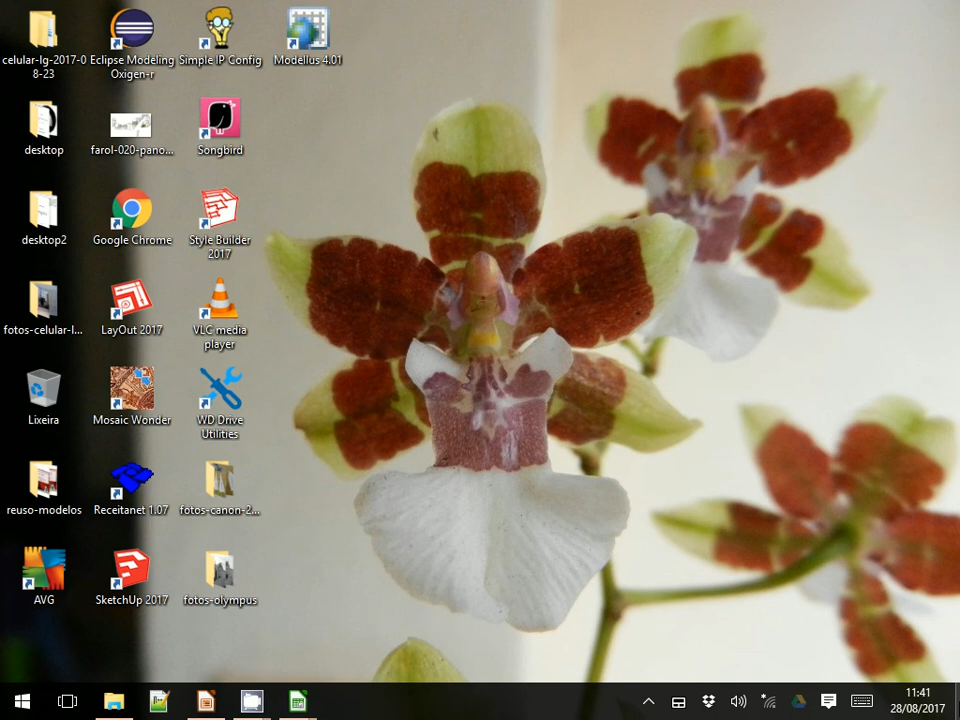 celular-lg-2017-0
8-23
Eclipse Modeling
Oxigen-r
Simple IP Config
Modellus 4.01
desktop
farol-020-pano...
Songbird
desktop2
Google Chrome
Style Builder
2017
fotos-celular-l...
LayOut 2017
VLC media
player
Lixeira
Mosaic Wonder
WD Drive
Utilities
reuso-modelos
Receitanet 1.07
fotos-canon-2...
AVG
SketchUp 2017
fotos-olympus
11:41
28/08/2017